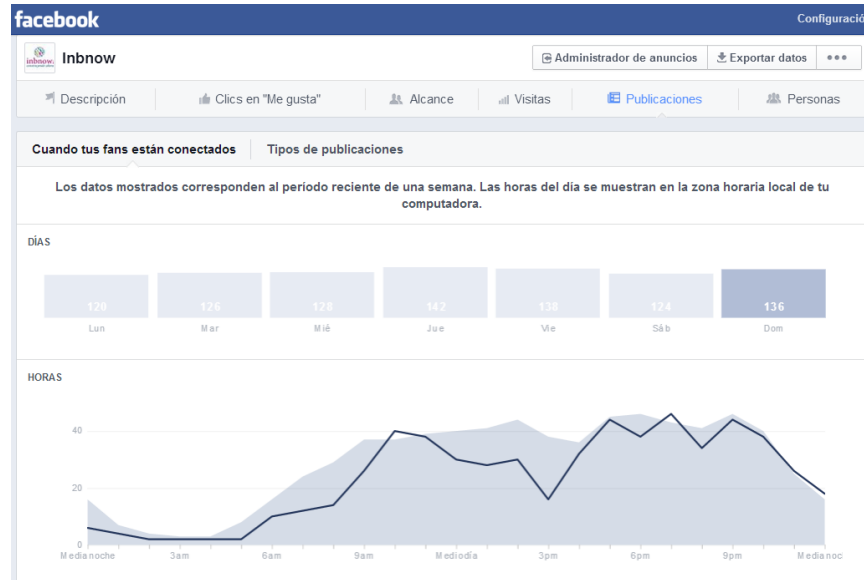 facebook
Configuració
inbnow.
Inbnow
Administrador de anuncios
Exportar datos
Descripción
Clics en "Me gusta"
Alcance
Visitas
Publicaciones
Personas
Cuando tus fans están conectados
Tipos de publicaciones
Los datos mostrados corresponden al período reciente de una semana. Las horas del día se muestran en la zona horaria local de tu
computadora.
DÍAS
126
128
142
138
124
136
Lun
Mar
Mié
Jue
Vie
Sáb
Dom
HORAS
40
20
0
Medianoche
3am
6am
9am
Mediodía
3pm
6pm
9pm
Medianoc